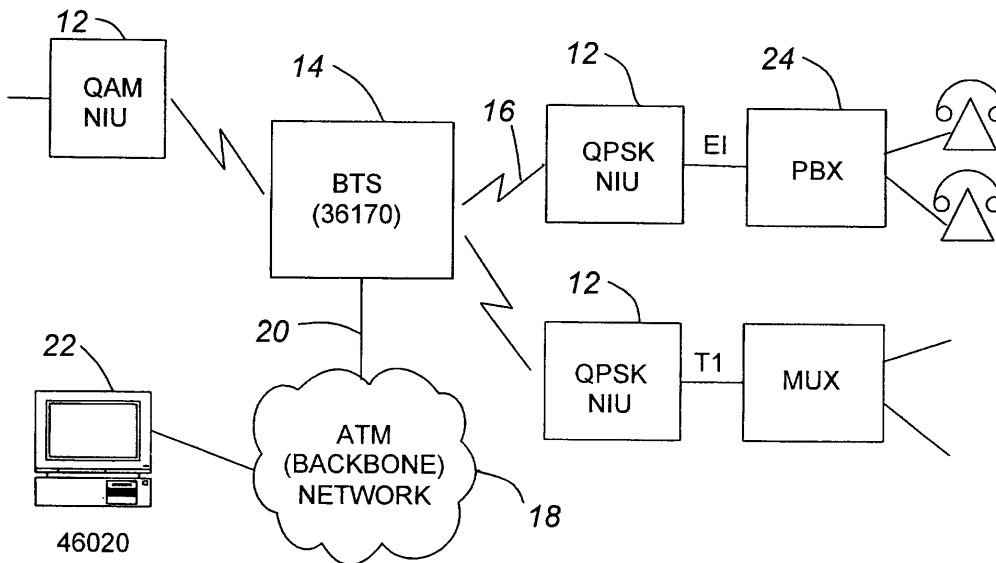 12
QAM
NIU
14
BTS
(36170)
16
12
QPSK
NIU
EI
24
PBX
12
QPSK
NIU
T1
MUX
20
22
46020
ATM
(BACKBONE)
NETWORK
18